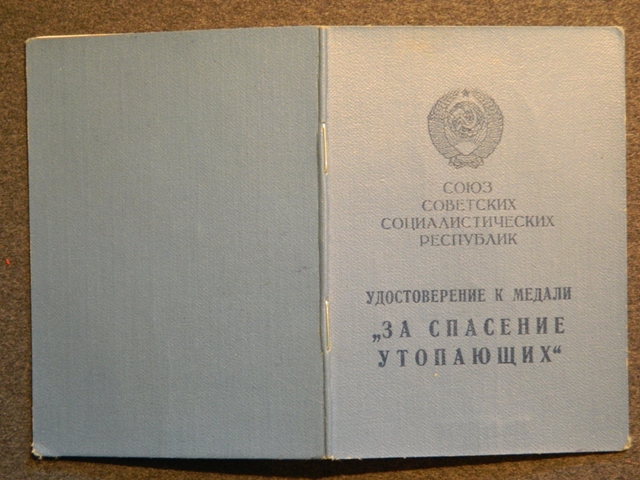 СОЮЗ
СОВЕТСКИХ
СОЦИАЛИСТИЧЕСКИХ
РЕСПУБЛИК
УДОСТОВЕРЕНИЕ К МЕДАЛИ
„ЗА СПАСЕНИЕ
УТОПАЮЩИХ“